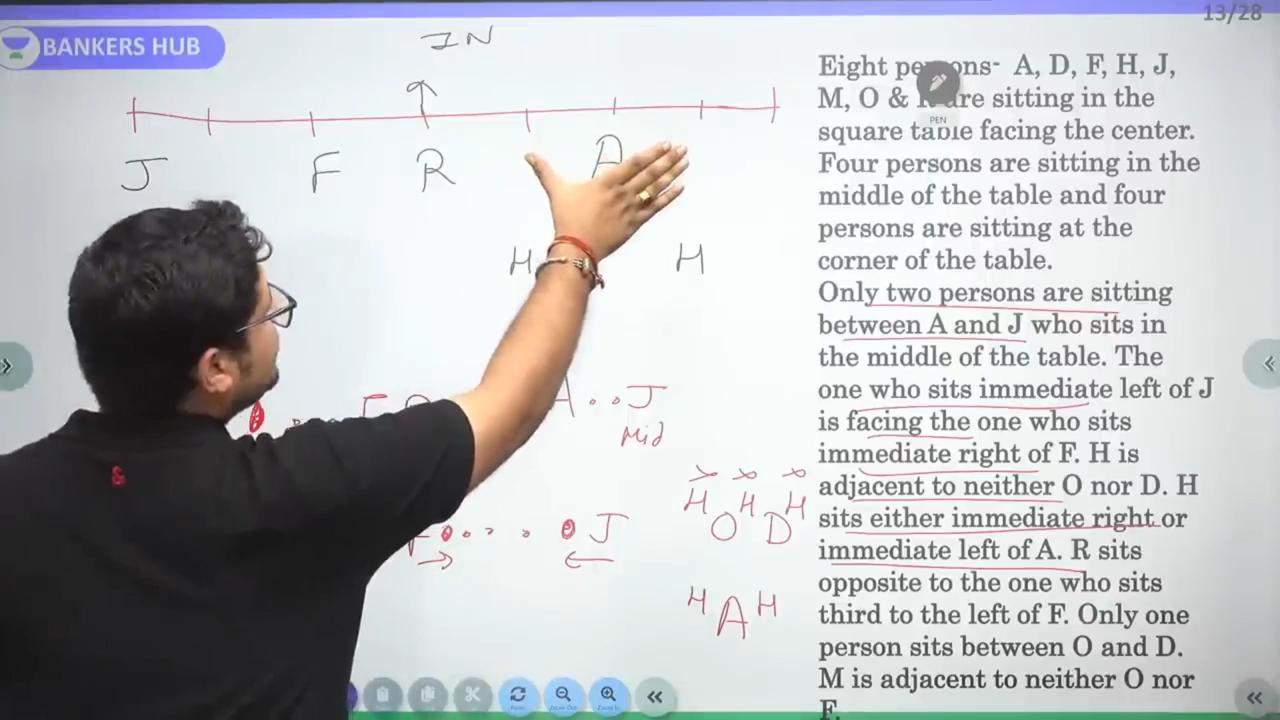 13/28
BANKERS HUB
IN
J F R A
H H
PEN
A . . J
Mid
H H H
O D
J
H A H
Eight persons- A, D, F, H, J,
M, O & R are sitting in the
square table facing the center.
Four persons are sitting in the
middle of the table and four
persons are sitting at the
corner of the table.
Only two persons are sitting
between A and J who sits in
the middle of the table. The
one who sits immediate left of J
is facing the one who sits
immediate right of F. H is
adjacent to neither O nor D. H
sits either immediate right or
immediate left of A. R sits
opposite to the one who sits
third to the left of F. Only one
person sits between O and D.
M is adjacent to neither O nor
F.